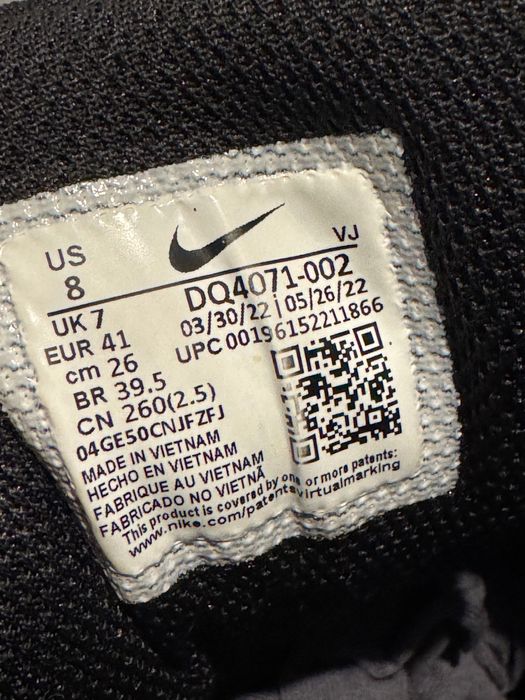 US
8
VJ
UK 7
EUR 41
cm 26
BR 39.5
CN 260(2.5)
DQ4071-002
03/30/22 | 05/26/22
UPC 00196152211866
04GE50CNJFZFJ
MADE IN VIETNAM
HECHO EN VIETNAM
FABRIQUE AU VIETNAM
FABRICADO NO VIETNÃ
This product is covered by one or more patents:
www.nike.com/patentsvirtualmarking